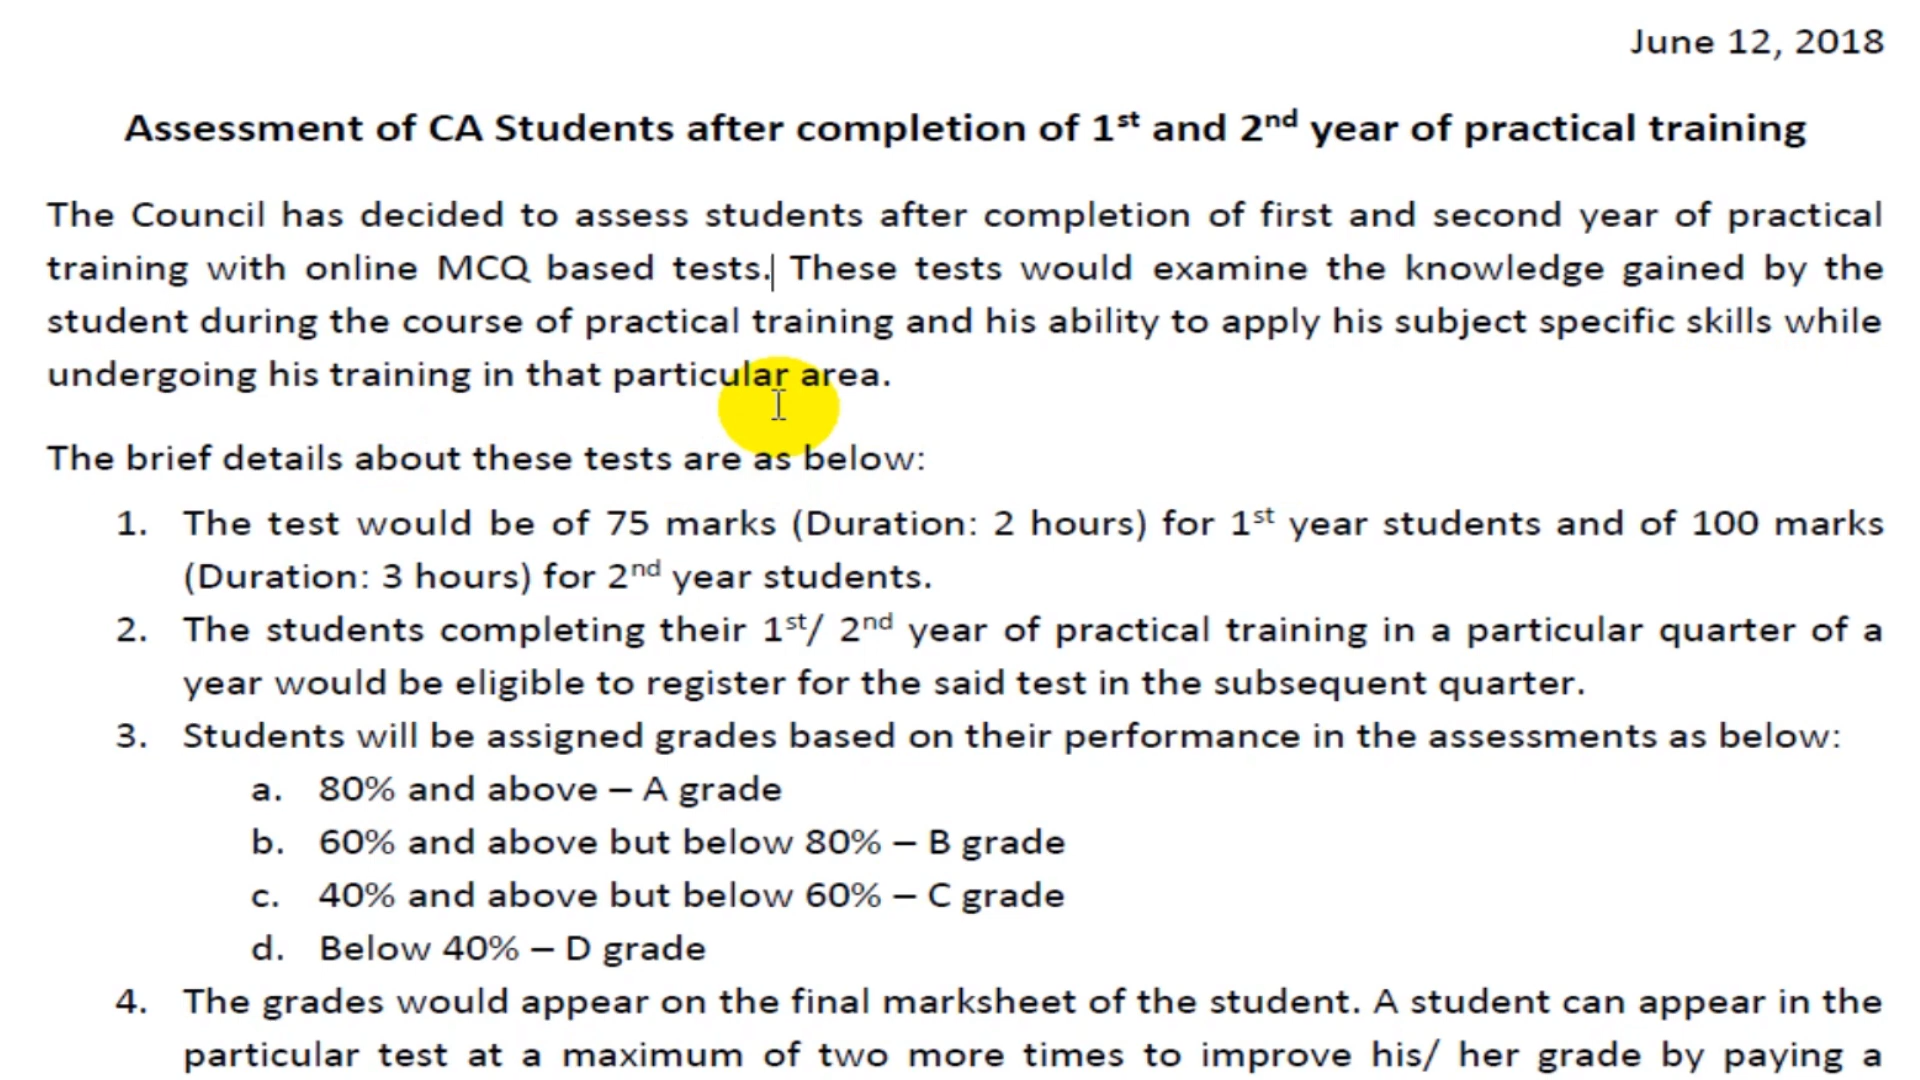 June 12, 2018
Assessment of CA Students after completion of 1st and 2nd year of practical training
The Council has decided to assess students after completion of first and second year of practical
training with online MCQ based tests. These tests would examine the knowledge gained by the
student during the course of practical training and his ability to apply his subject specific skills while
undergoing his training in that particular area.
The brief details about these tests are as below:
1. The test would be of 75 marks (Duration: 2 hours) for 1st year students and of 100 marks
(Duration: 3 hours) for 2nd year students.
2. The students completing their 1st/ 2nd year of practical training in a particular quarter of a
year would be eligible to register for the said test in the subsequent quarter.
3. Students will be assigned grades based on their performance in the assessments as below:
a. 80% and above – A grade
b. 60% and above but below 80% – B grade
c. 40% and above but below 60% – C grade
d. Below 40% – D grade
4. The grades would appear on the final marksheet of the student. A student can appear in the
particular test at a maximum of two more times to improve his/ her grade by paying a